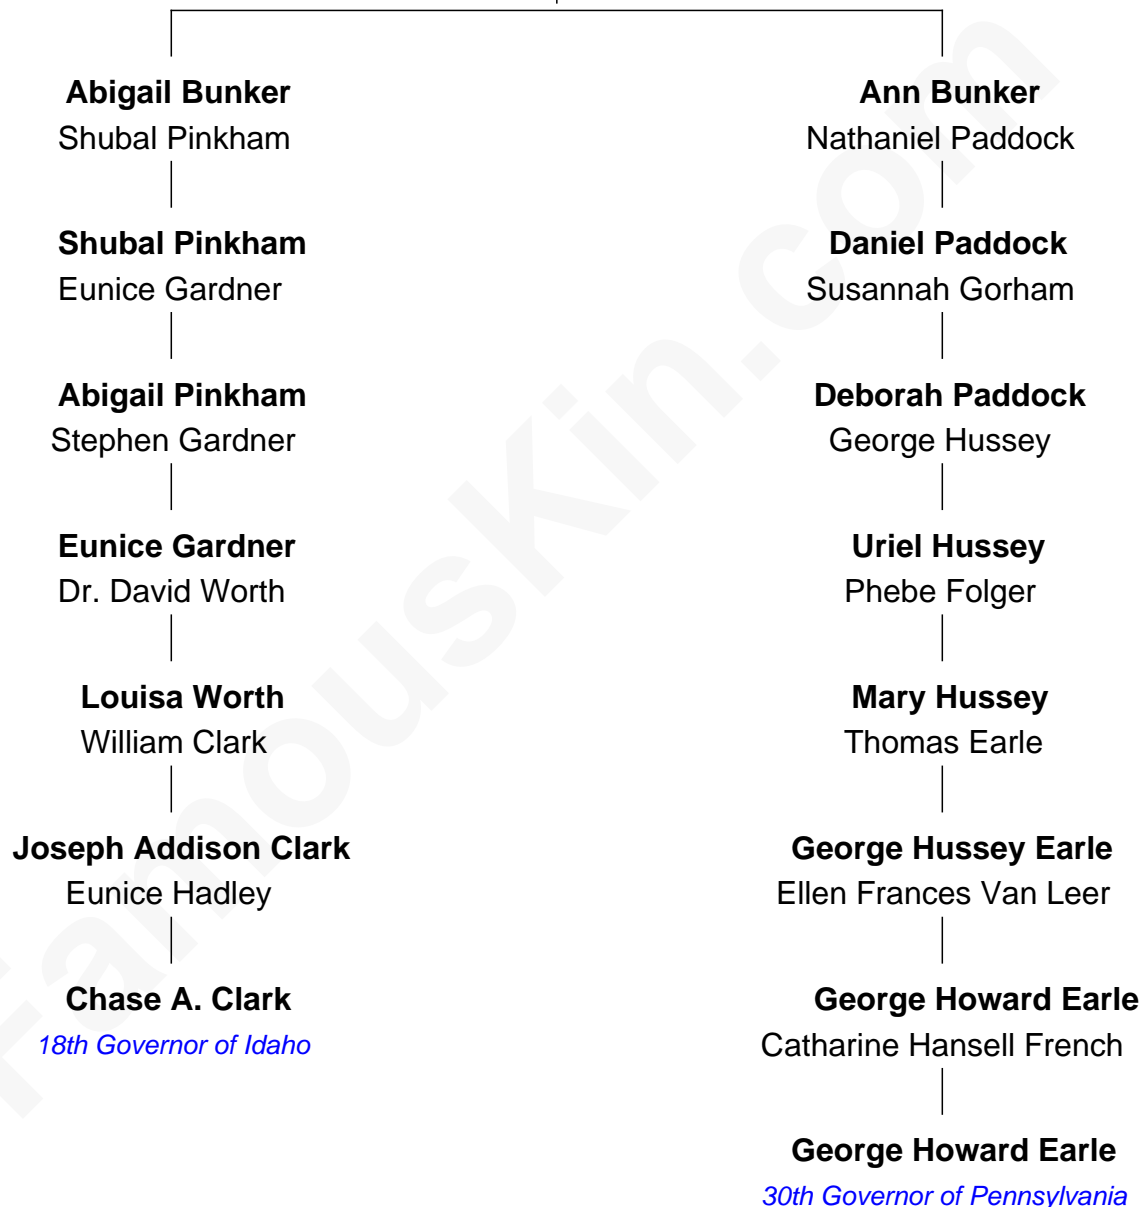 Abigail Bunker
Shubal Pinkham
Shubal Pinkham
Eunice Gardner
Abigail Pinkham
Stephen Gardner
Eunice Gardner
Dr. David Worth
Louisa Worth
William Clark
Joseph Addison Clark
Eunice Hadley
Chase A. Clark
18th Governor of Idaho
Ann Bunker
Nathaniel Paddock
Daniel Paddock
Susannah Gorham
Deborah Paddock
George Hussey
Uriel Hussey
Phebe Folger
Mary Hussey
Thomas Earle
George Hussey Earle
Ellen Frances Van Leer
George Howard Earle
Catharine Hansell French
George Howard Earle
30th Governor of Pennsylvania
FamousKin.com